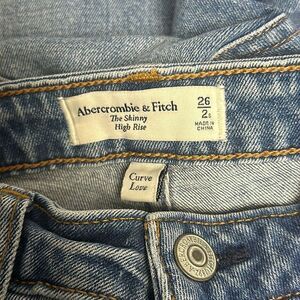 Abercrombie & Fitch
The Skinny
High Rise
26
2s
MADE IN
CHINA
Curve
Love